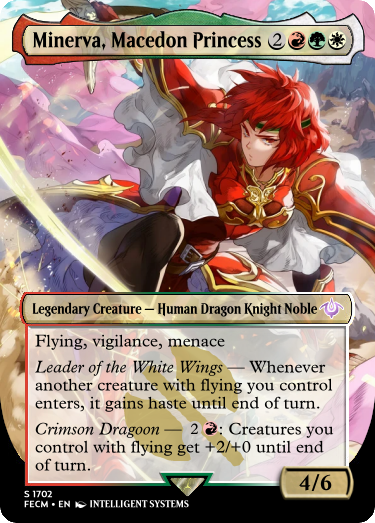 Minerva, Macedon Princess 2
Legendary Creature — Human Dragon Knight Noble
Flying, vigilance, menace
Leader of the White Wings — Whenever
another creature with flying you control
enters, it gains haste until end of turn.
Crimson Dragoon — 2 : Creatures you
control with flying get +2/+0 until end
of turn.
4/6
S 1702
FECM • EN INTELLIGENT SYSTEMS